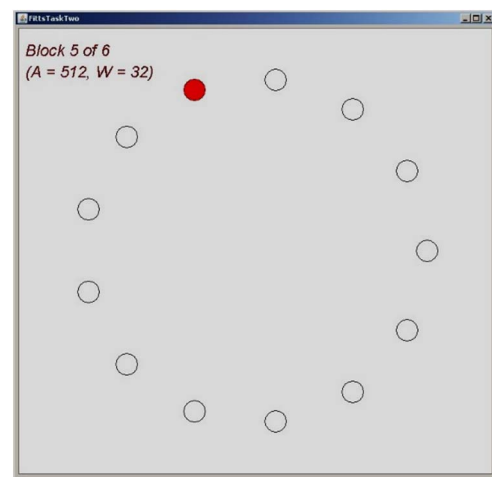 FittsTaskTwo
Block 5 of 6
(A = 512, W = 32)